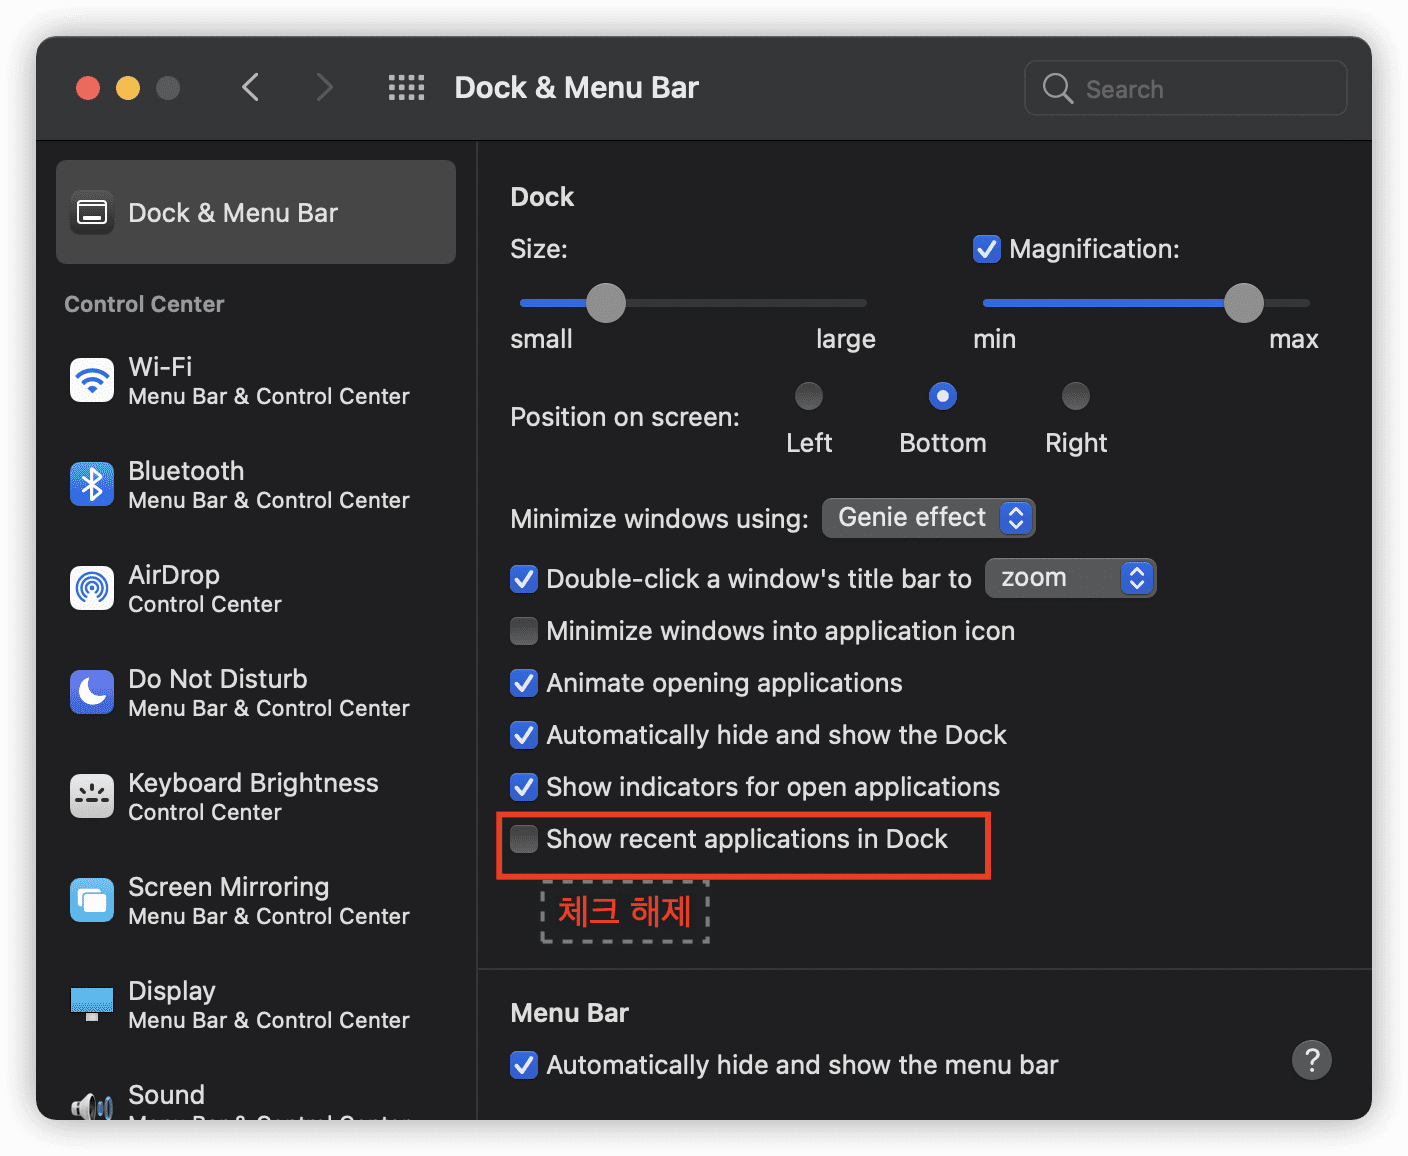 Dock & Menu Bar
Search
Dock & Menu Bar
Control Center
Wi-Fi
Menu Bar & Control Center
Bluetooth
Menu Bar & Control Center
AirDrop
Control Center
Do Not Disturb
Menu Bar & Control Center
Keyboard Brightness
Control Center
Screen Mirroring
Menu Bar & Control Center
Display
Menu Bar & Control Center
Sound
Menu Bar & Control Center
Dock
Size:
Magnification:
small large
min max
Position on screen:
Left Bottom Right
Minimize windows using: Genie effect
Double-click a window's title bar to zoom
Minimize windows into application icon
Animate opening applications
Automatically hide and show the Dock
Show indicators for open applications
Show recent applications in Dock
체크 해제
Menu Bar
Automatically hide and show the menu bar
?